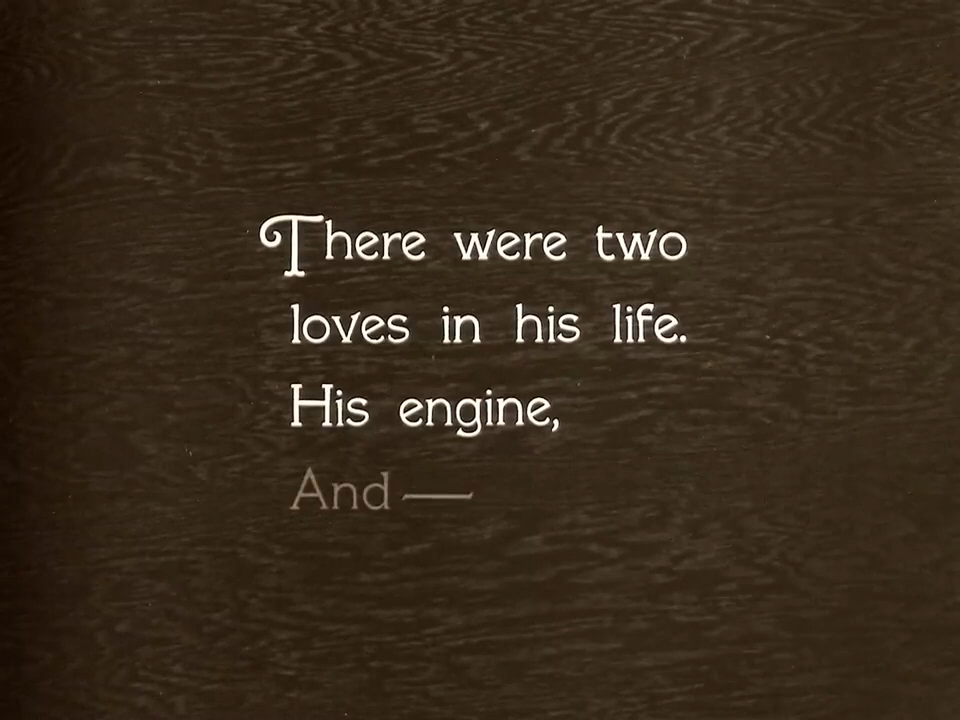 There were two
loves in his life.
His engine,
And —